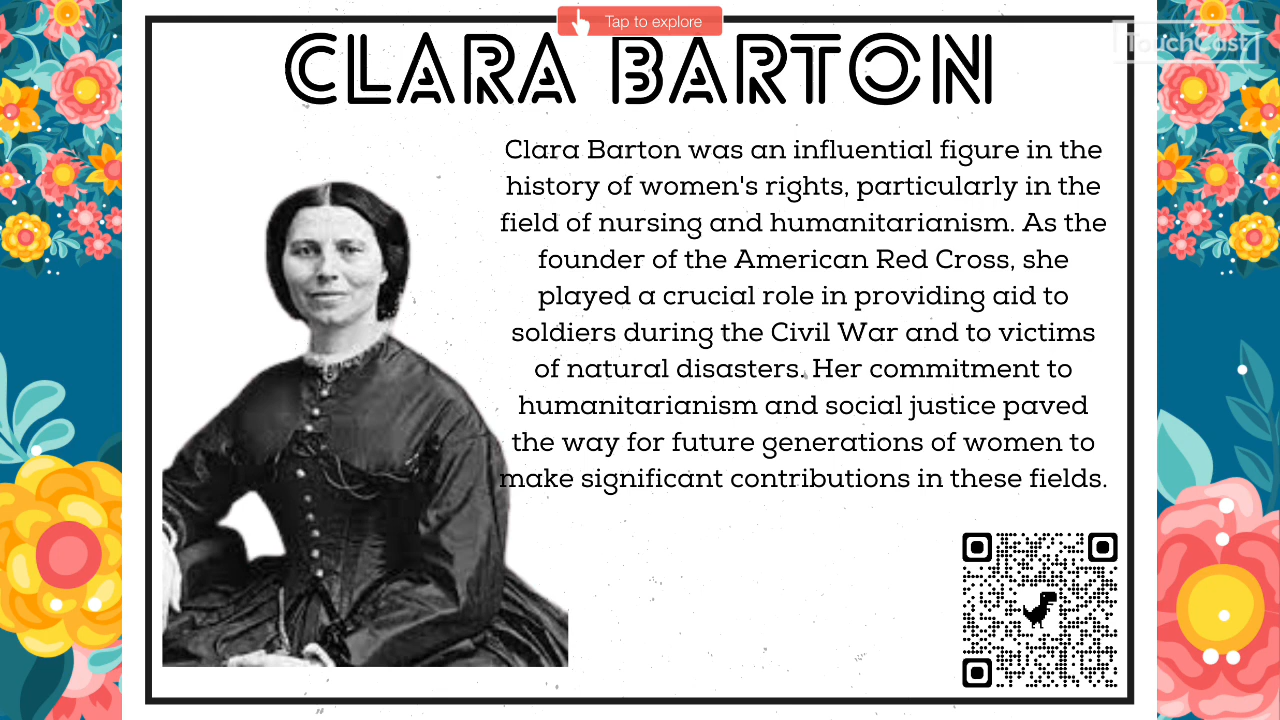 Tap to explore
TouchCast
CLARA BARTON
Clara Barton was an influential figure in the
history of women's rights, particularly in the
field of nursing and humanitarianism. As the
founder of the American Red Cross, she
played a crucial role in providing aid to
soldiers during the Civil War and to victims
of natural disasters. Her commitment to
humanitarianism and social justice paved
the way for future generations of women to
make significant contributions in these fields.